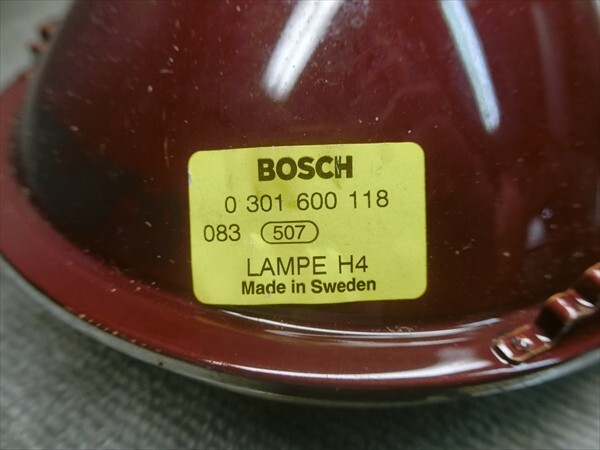 BOSCH
0 301 600 118
083 507
LAMPE H4
Made in Sweden